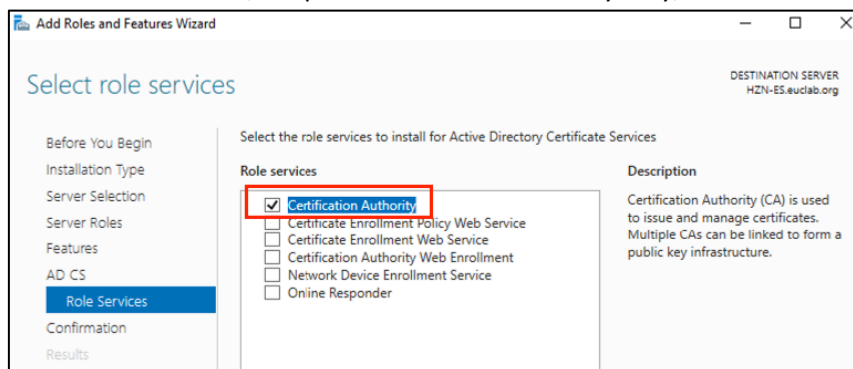 Add Roles and Features Wizard
Select role services
DESTINATION SERVER
HZN-ES.euclab.org
Before You Begin
Installation Type
Server Selection
Server Roles
Features
AD CS
Role Services
Confirmation
Results
Select the role services to install for Active Directory Certificate Services
Role services
Certification Authority
Certificate Enrollment Policy Web Service
Certificate Enrollment Web Service
Certification Authority Web Enrollment
Network Device Enrollment Service
Online Responder
Description
Certification Authority (CA) is used
to issue and manage certificates.
Multiple CAs can be linked to form a
public key infrastructure.